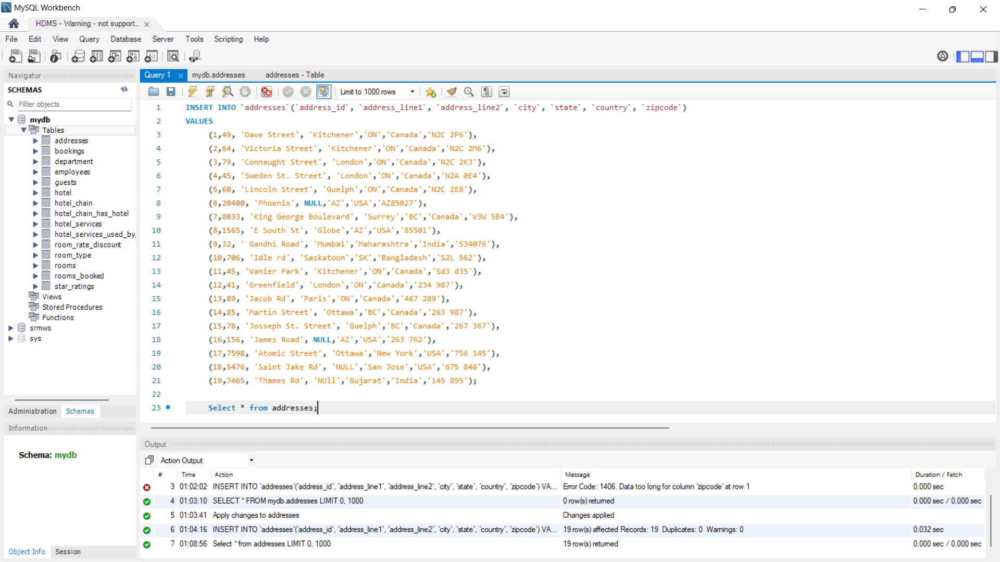 MySQL Workbench
HDMS - Warning - not support...
File Edit View Query Database Server Tools Scripting Help
Navigator
SCHEMAS
Filter objects
mydb
Tables
addresses
bookings
department
employees
guests
hotel
hotel_chain
hotel_chain_has_hotel
hotel_services
hotel_services_used_by_
room_rate_discount
room_type
rooms
rooms_booked
star_ratings
Views
Stored Procedures
Functions
srmws
sys
Administration Schemas
Information
Schema: mydb
Object Info Session
Query 1 mydb.addresses addresses - Table
Limit to 1000 rows
1 INSERT INTO `addresses`(`address_id`, `address_line1`, `address_line2`, `city`, `state`, `country`, `zipcode`)
2 VALUES
3 (1,49, 'Dave Street', 'Kitchener','ON','Canada','N2C 2P6'),
4 (2,64, 'Victoria Street', 'Kitchener','ON','Canada','N2C 2M6'),
5 (3,79, 'Connaught Street', 'London','ON','Canada','N2C 2K3'),
6 (4,45, 'Sweden St. Street', 'London','ON','Canada','N2A 0E4'),
7 (5,60, 'Lincoln Street', 'Guelph','ON','Canada','N2C 2E8'),
8 (6,20400, 'Phoenix', NULL,'AZ','USA','AZ85027'),
9 (7,8033, 'King George Boulevard', 'Surrey','BC','Canada','V3W 5B4'),
10 (8,1565, 'E South St', 'Globe','AZ','USA','85501'),
11 (9,32, ' Gandhi Road', 'Mumbai','Maharashtra','India','534076'),
12 (10,706, 'Idle rd', 'Saskatoon','SK','Bangladesh','S2L 562'),
13 (11,45, 'Vanier Park', 'Kitchener','ON','Canada','Sd3 d35'),
14 (12,41, 'Greenfield', 'London','ON','Canada','234 987'),
15 (13,89, 'Jacob Rd', 'Paris','ON','Canada','467 289'),
16 (14,85, 'Martin Street', 'Ottawa','BC','Canada','263 987'),
17 (15,78, 'Josseph St. Street', 'Guelph','BC','Canada','267 387'),
18 (16,156, 'James Road', NULL,'AZ','USA','263 762'),
19 (17,7598, 'Atomic Street', 'Ottawa','New York','USA','756 145'),
20 (18,5476, 'Saint Jake Rd', 'NULL','San Jose','USA','675 846'),
21 (19,7465, 'Thames Rd', 'NUll','Gujarat','India','145 895');
22
23 Select * from addresses;
Output
Action Output
# Time Action Message Duration / Fetch
3 01:02:02 INSERT INTO `addresses`(`address_id`, `address_line1`, `address_line2`, `city`, `state`, `country`, `zipcode`) VA... Error Code: 1406. Data too long for column 'zipcode' at row 1 0.000 sec
4 01:03:10 SELECT * FROM mydb.addresses LIMIT 0, 1000 0 row(s) returned 0.000 sec / 0.000 sec
5 01:03:41 Apply changes to addresses Changes applied
6 01:04:16 INSERT INTO `addresses`(`address_id`, `address_line1`, `address_line2`, `city`, `state`, `country`, `zipcode`) VA... 19 row(s) affected Records: 19 Duplicates: 0 Warnings: 0 0.032 sec
7 01:08:56 Select * from addresses LIMIT 0, 1000 19 row(s) returned 0.000 sec / 0.000 sec